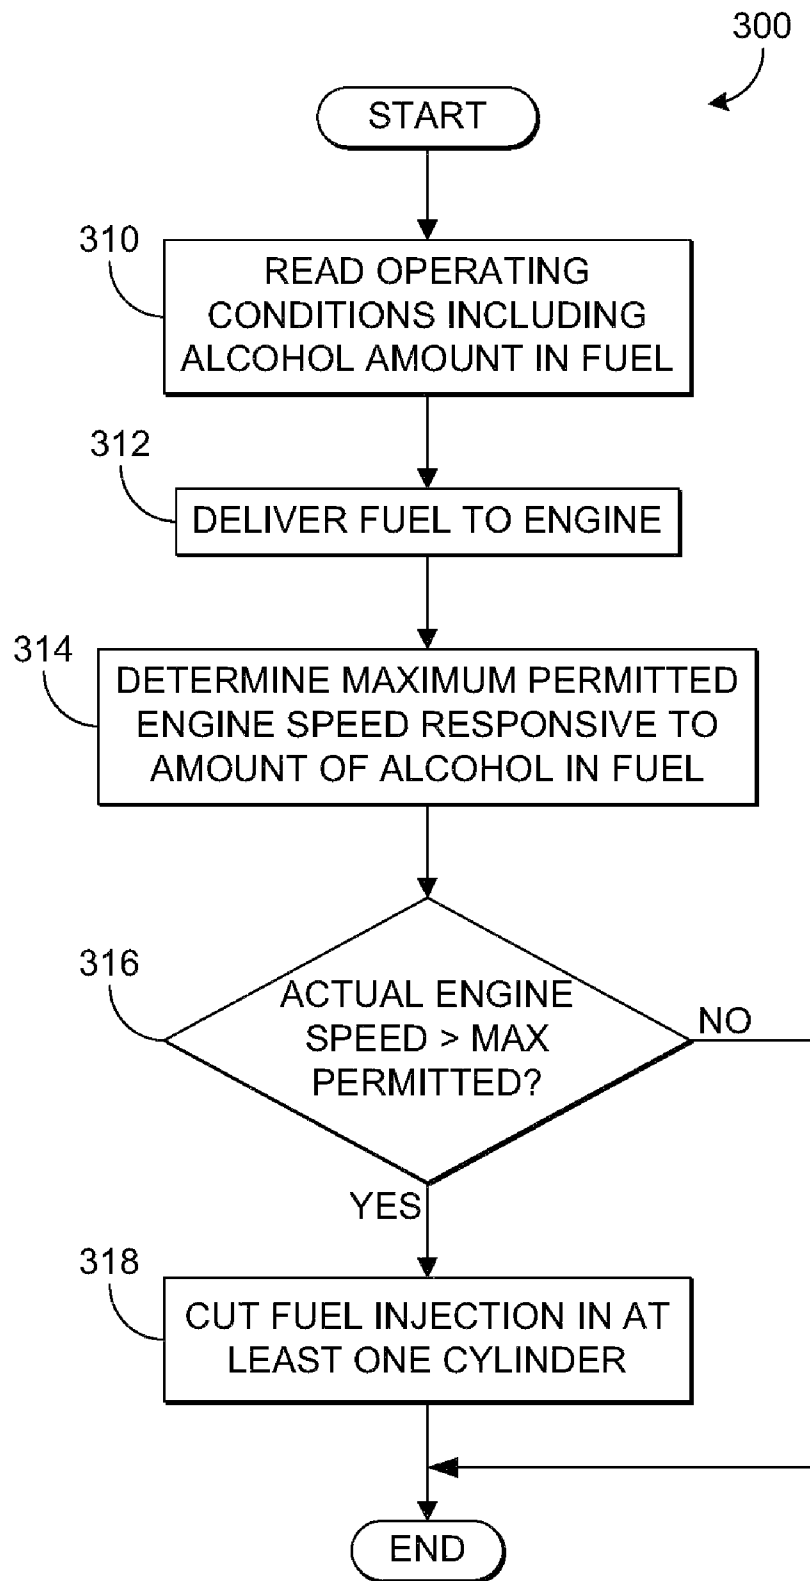 300
START
310
READ OPERATING
CONDITIONS INCLUDING
ALCOHOL AMOUNT IN FUEL
312
DELIVER FUEL TO ENGINE
314
DETERMINE MAXIMUM PERMITTED
ENGINE SPEED RESPONSIVE TO
AMOUNT OF ALCOHOL IN FUEL
316
ACTUAL ENGINE
SPEED > MAX
PERMITTED?
NO
YES
318
CUT FUEL INJECTION IN AT
LEAST ONE CYLINDER
END